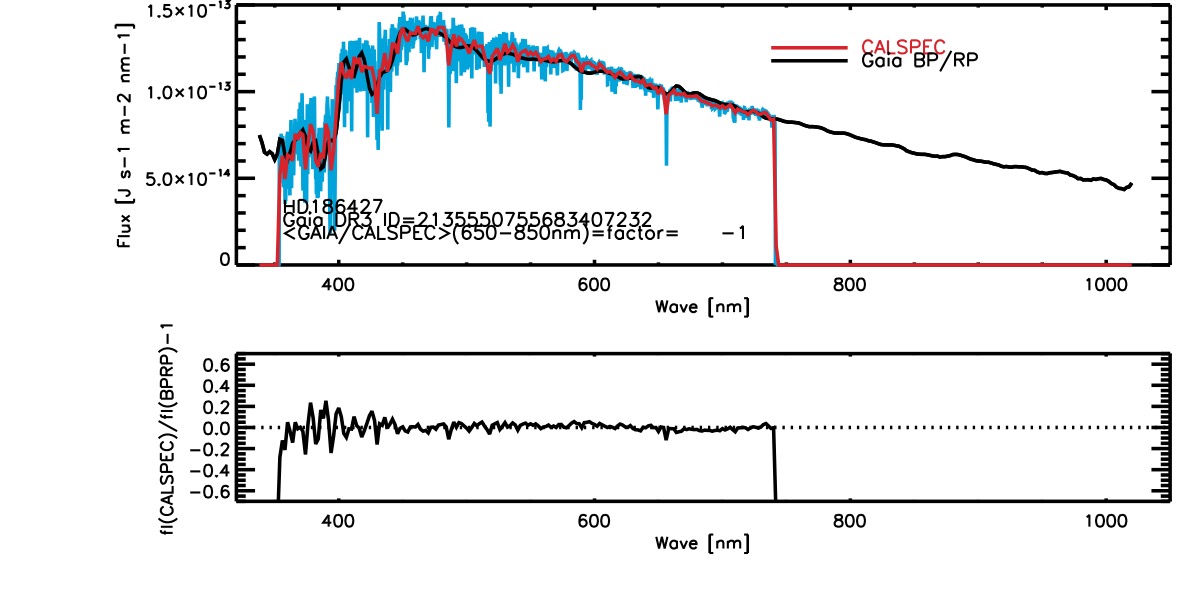 1.5×10−13
1.0×10−13
5.0×10−14
0
Flux [J s−1 m−2 nm−1]
CALSPEC
Gaia BP/RP
HD186427
Gaia DR3 ID=2135550755683407232
<GAIA/CALSPEC>(650−850nm)=factor= −1
400 600 800 1000
Wave [nm]
fl(CALSPEC)/fl(BPRP)−1
0.6
0.4
0.2
0.0
−0.2
−0.4
−0.6
400 600 800 1000
Wave [nm]